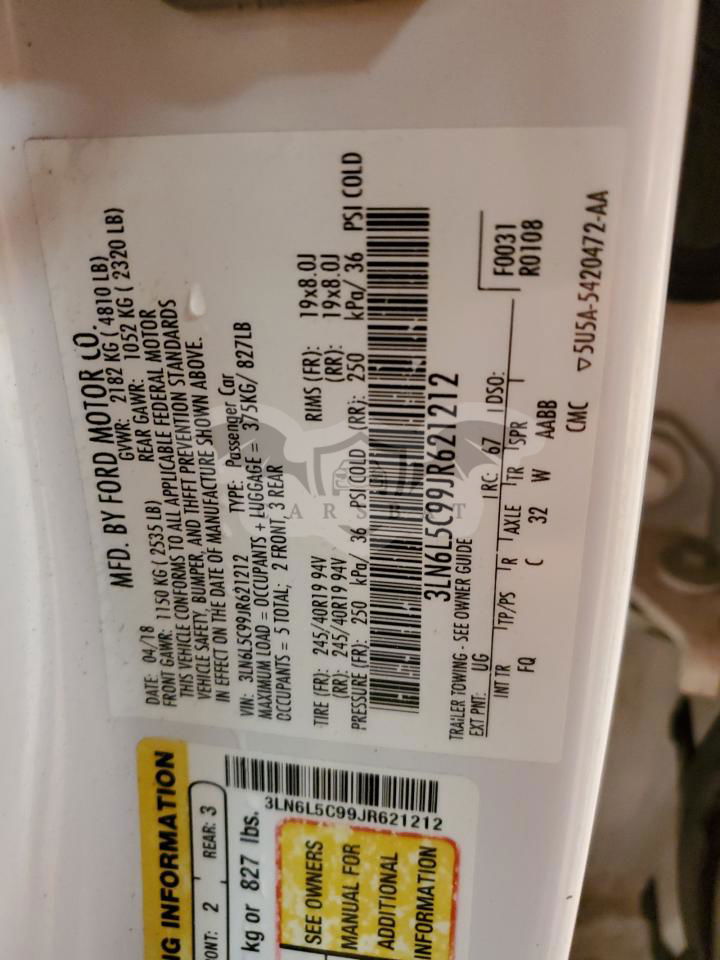 MFD. BY FORD MOTOR CO.
DATE: 04/18 GVWR: 2182 KG ( 4810 LB)
FRONT GAWR: 1150 KG ( 2535 LB) REAR GAWR: 1052 KG ( 2320 LB)
THIS VEHICLE CONFORMS TO ALL APPLICABLE FEDERAL MOTOR
VEHICLE SAFETY, BUMPER, AND THEFT PREVENTION STANDARDS
IN EFFECT ON THE DATE OF MANUFACTURE SHOWN ABOVE.
VIN: 3LN6L5C99JR621212 TYPE: Passenger Car
MAXIMUM LOAD = OCCUPANTS + LUGGAGE = 375KG/ 827LB
OCCUPANTS = 5 TOTAL; 2 FRONT, 3 REAR
TIRE (FR): 245/40R19 94V RIMS (FR): 19x8.0J
(RR): 245/40R19 94V (RR): 19x8.0J
PRESSURE (FR): 250 kPa/ 36 PSI COLD (RR): 250 kPa/ 36 PSI COLD
3LN6L5C99JR621212
TRAILER TOWING - SEE OWNER GUIDE
EXT PNT: UG RC: 67 DSO: F0031
R0108
INT TR TP/PS R AXLE TR SPR
FQ C 32 W AABB
CMC ▽5U5A-5420472-AA
NG INFORMATION
ONT: 2 REAR: 3
kg or 827 lbs.
3LN6L5C99JR621212
SEE OWNERS
MANUAL FOR
ADDITIONAL
INFORMATION